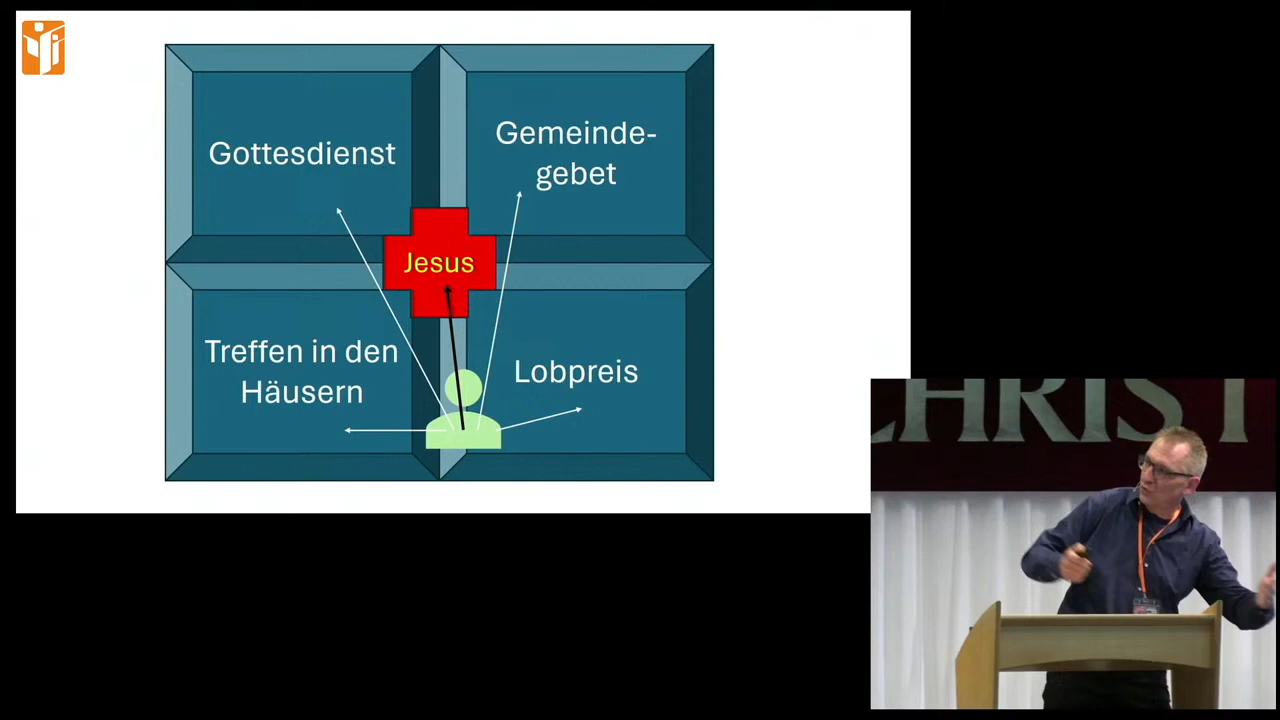 Gottesdienst
Gemeinde-
gebet
Jesus
Treffen in den
Häusern
Lobpreis
CHRIST